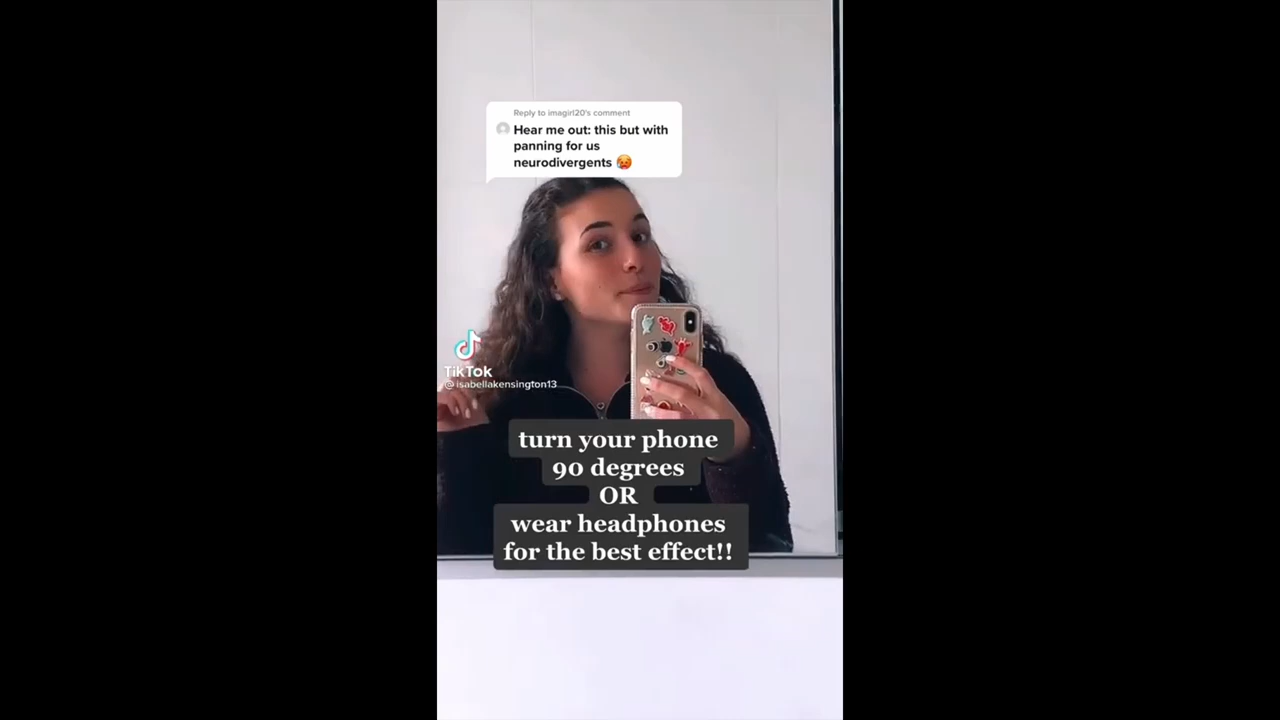 Reply to imagirl20's comment
Hear me out: this but with
panning for us
neurodivergents 🥵
TikTok
@isabellakensington13
turn your phone
90 degrees
OR
wear headphones
for the best effect!!